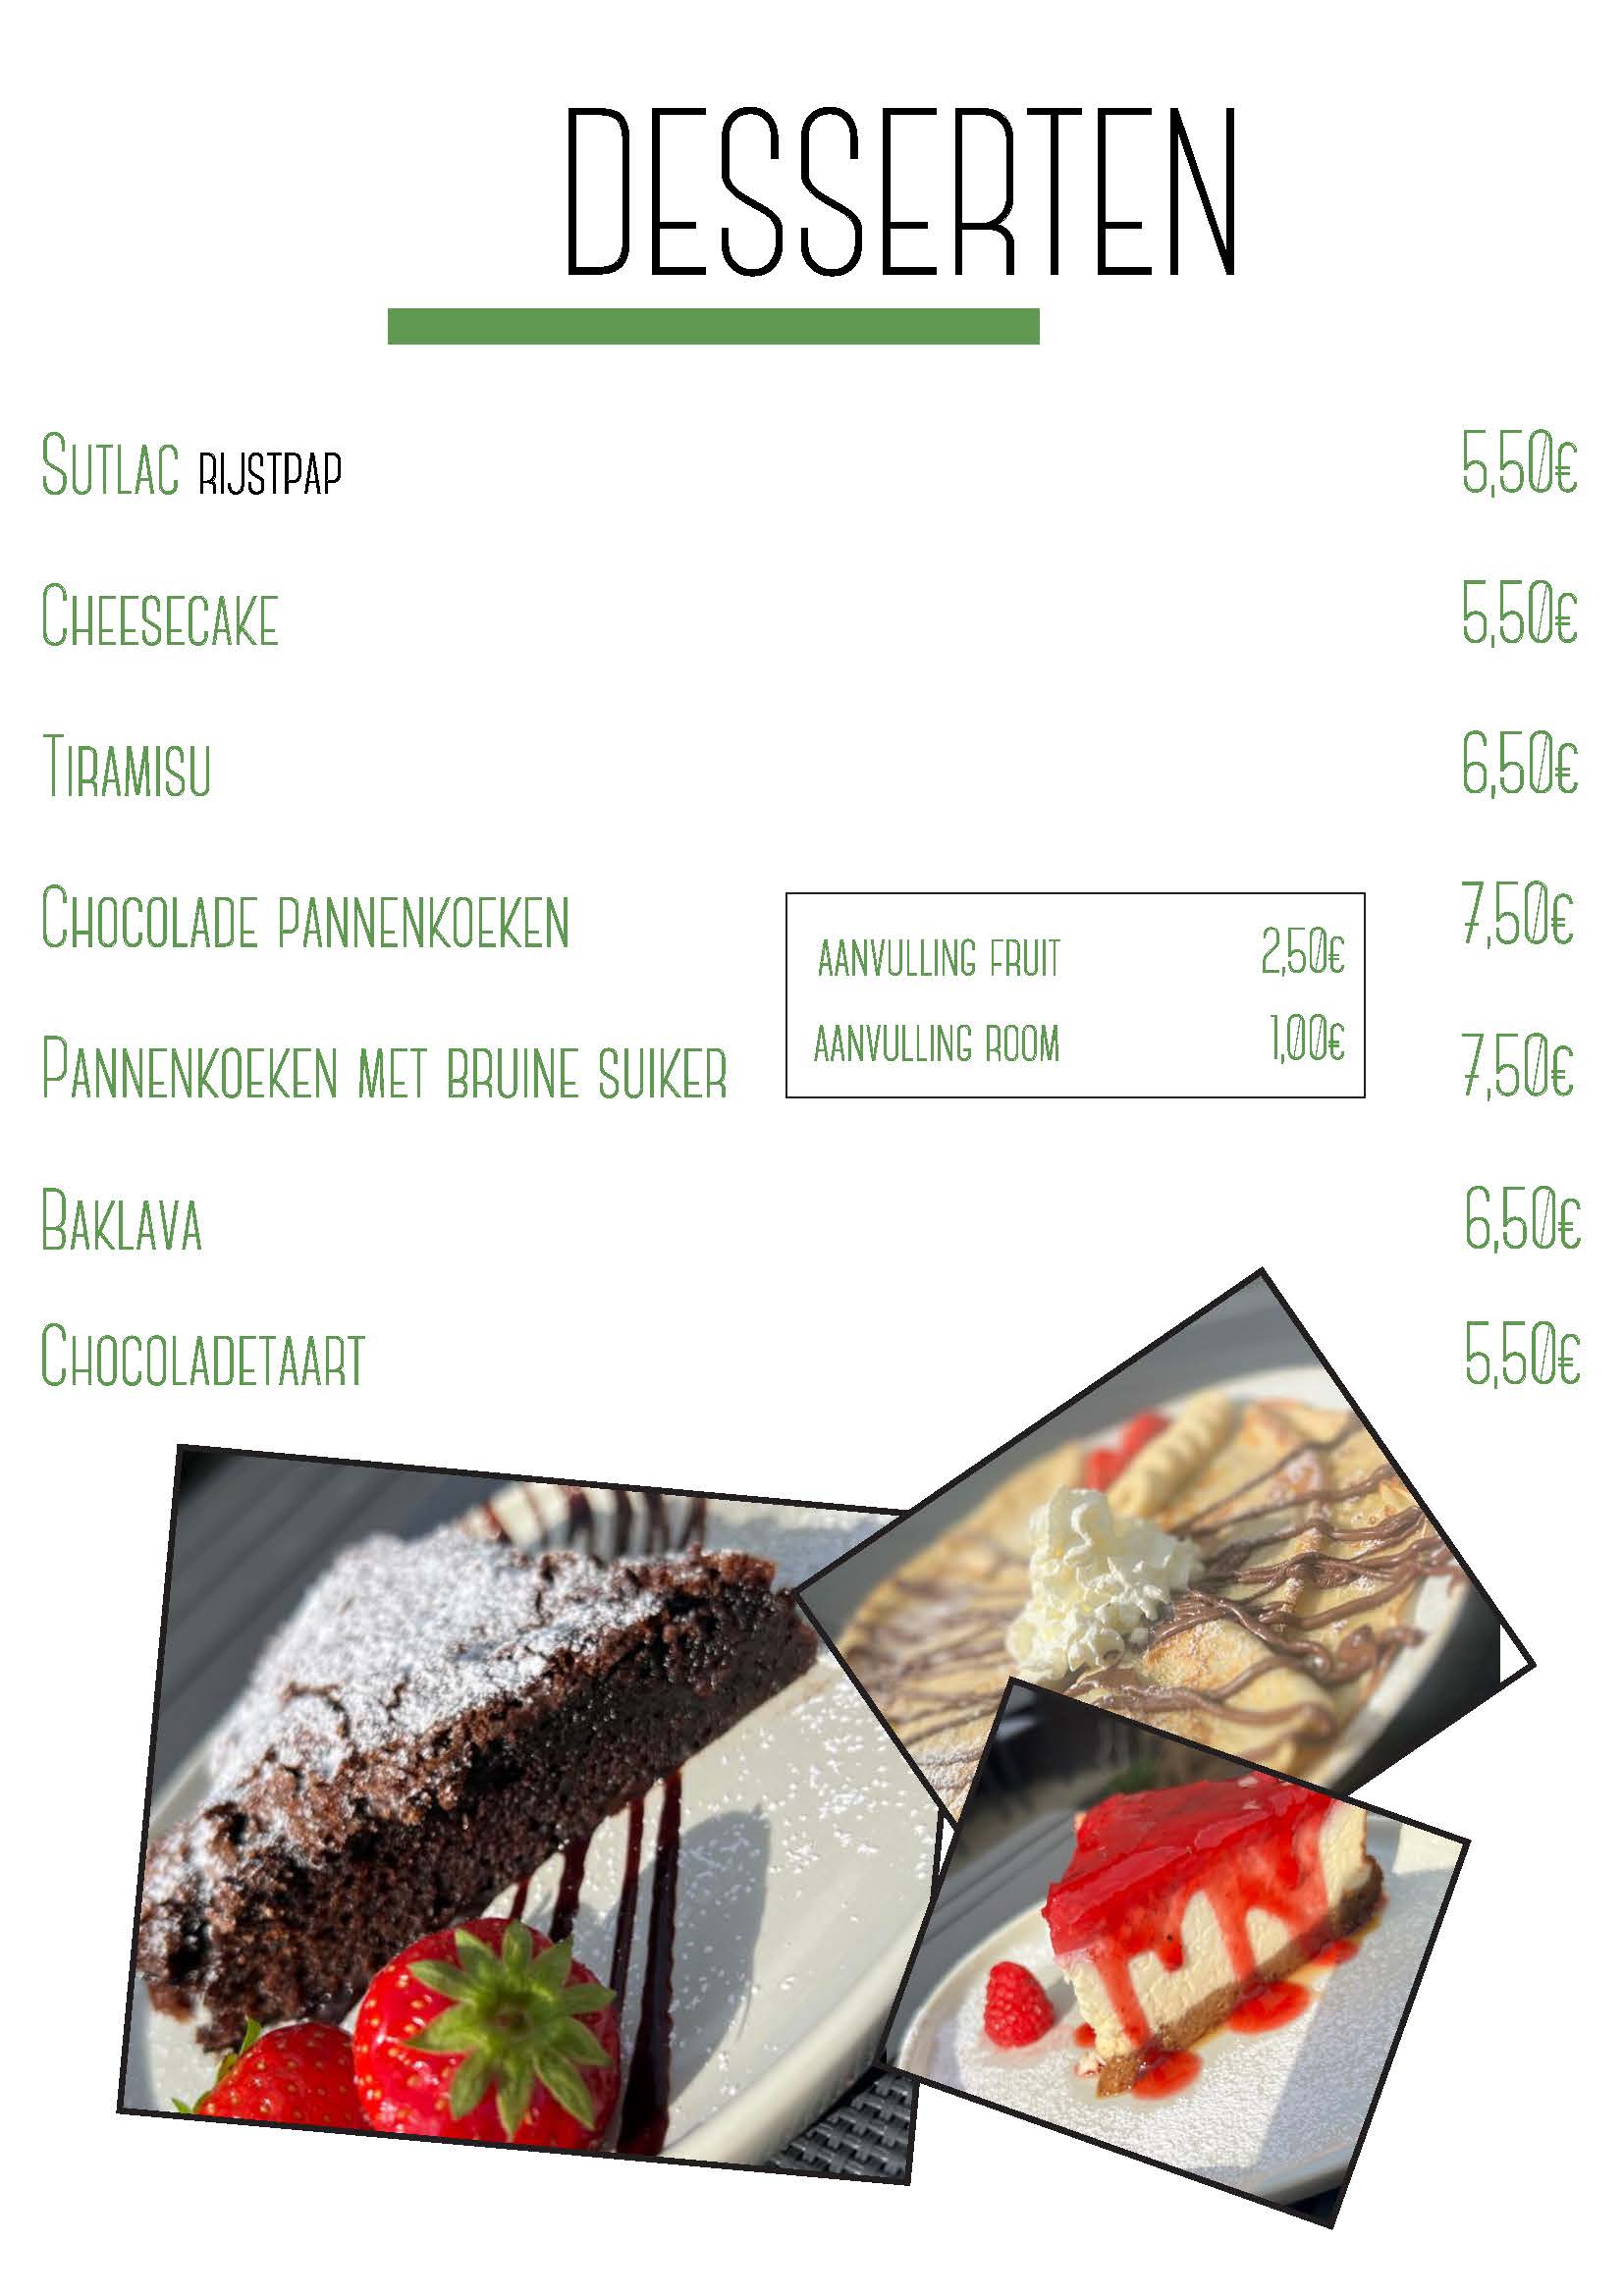 DESSERTEN
SUTLAC RIJSTPAP 5,50€
CHEESECAKE 5,50€
TIRAMISU 6,50€
CHOCOLADE PANNENKOEKEN 7,50€
AANVULLING FRUIT 2,50€
AANVULLING ROOM 1,00€
PANNENKOEKEN MET BRUINE SUIKER 7,50€
BAKLAVA 6,50€
CHOCOLADETAART 5,50€